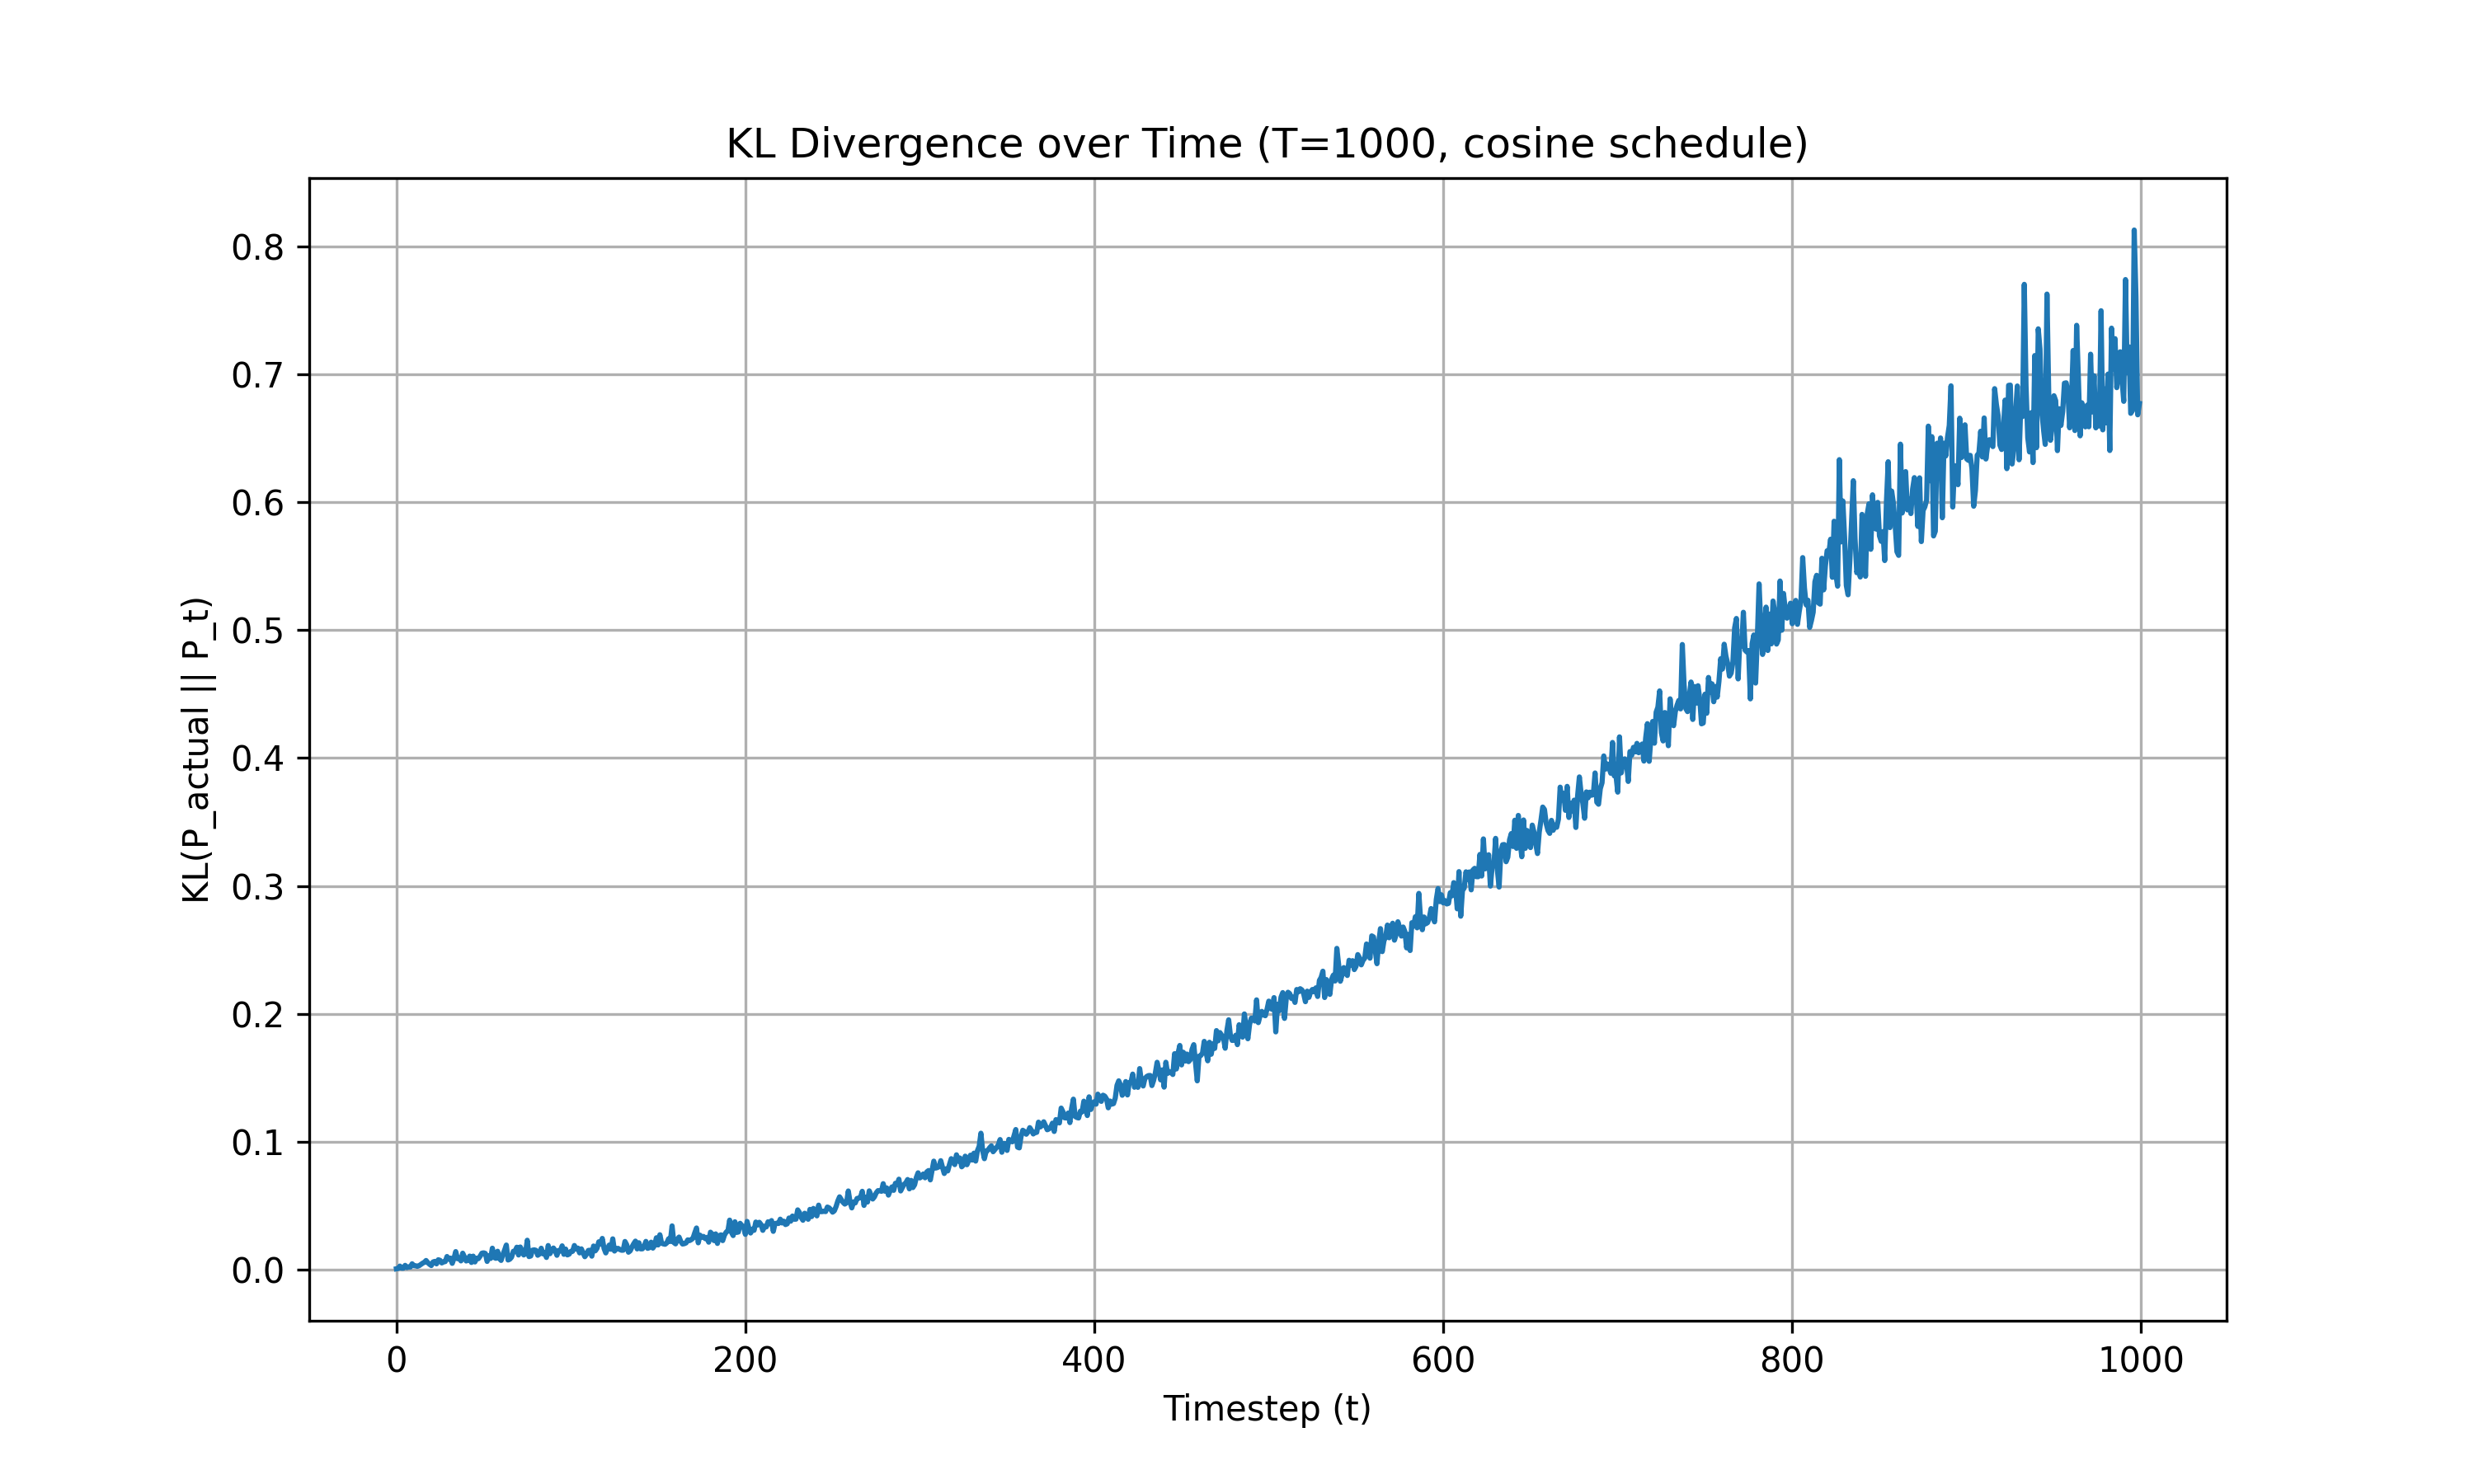 KL Divergence over Time (T=1000, cosine schedule)
KL(P_actual || P_t)
0.8
0.7
0.6
0.5
0.4
0.3
0.2
0.1
0.0
0 200 400 600 800 1000
Timestep (t)